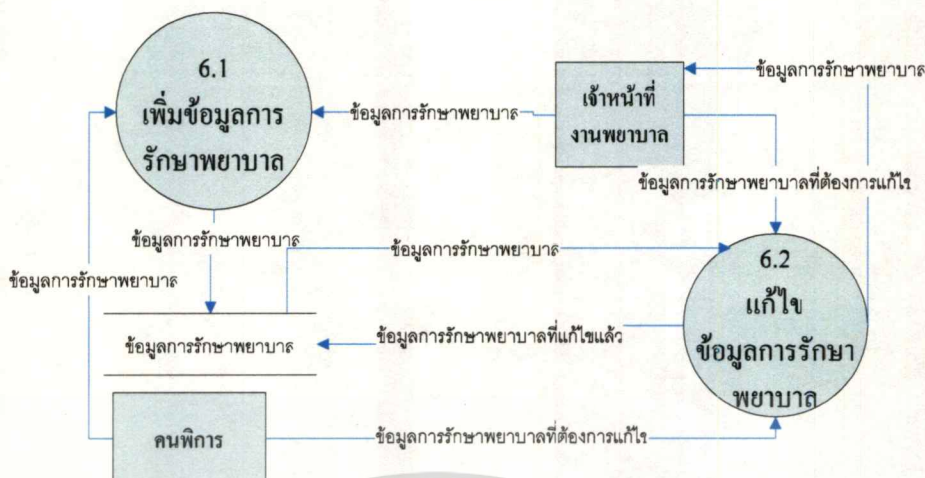 6.1
เพิ่มข้อมูลการ
รักษาพยาบาล
ข้อมูลการรักษาพยาบาล
เจ้าหน้าที่
งานพยาบาล
ข้อมูลการรักษาพยาบาล
ข้อมูลการรักษาพยาบาลที่ต้องการแก้ไข
ข้อมูลการรักษาพยาบาล
ข้อมูลการรักษาพยาบาล
ข้อมูลการรักษาพยาบาล
6.2
แก้ไข
ข้อมูลการรักษา
พยาบาล
ข้อมูลการรักษาพยาบาล
ข้อมูลการรักษาพยาบาลที่แก้ไขแล้ว
คนพิการ
ข้อมูลการรักษาพยาบาลที่ต้องการแก้ไข